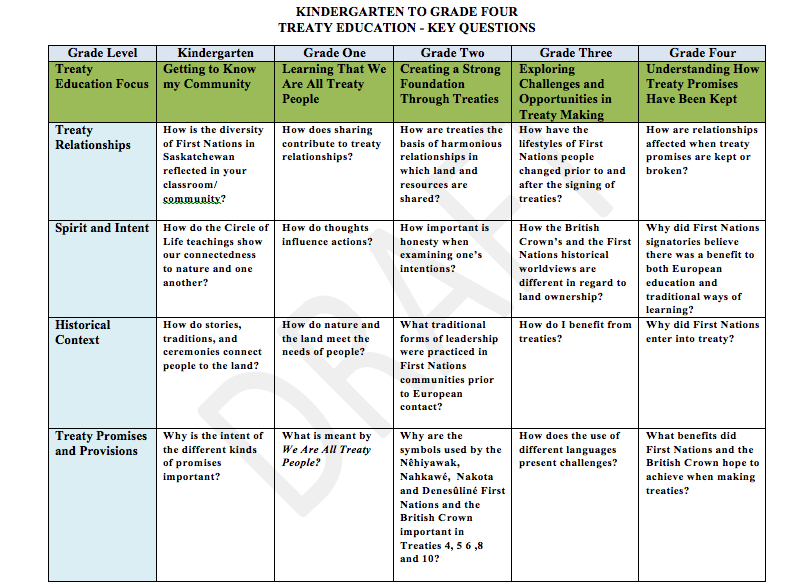 KINDERGARTEN TO GRADE FOUR
TREATY EDUCATION - KEY QUESTIONS
Grade Level
Kindergarten
Grade One
Grade Two
Grade Three
Grade Four
Treaty
Education Focus
Getting to Know
my Community
Learning That We
Are All Treaty
People
Creating a Strong
Foundation
Through Treaties
Exploring
Challenges and
Opportunities in
Treaty Making
Understanding How
Treaty Promises
Have Been Kept
Treaty
Relationships
How is the diversity
of First Nations in
Saskatchewan
reflected in your
classroom/
community?
How does sharing
contribute to treaty
relationships?
How are treaties the
basis of harmonious
relationships in
which land and
resources are
shared?
How have the
lifestyles of First
Nations people
changed prior to and
after the signing of
treaties?
How are relationships
affected when treaty
promises are kept or
broken?
Spirit and Intent
How do the Circle of
Life teachings show
our connectedness
to nature and one
another?
How do thoughts
influence actions?
How important is
honesty when
examining one's
intentions?
How the British
Crown's and the First
Nations historical
worldviews are
different in regard to
land ownership?
Why did First Nations
signatories believe
there was a benefit to
both European
education and
traditional ways of
learning?
Historical
Context
How do stories,
traditions, and
ceremonies connect
people to the land?
How do nature and
the land meet the
needs of people?
What traditional
forms of leadership
were practiced in
First Nations
communities prior
to European
contact?
How do I benefit from
treaties?
Why did First Nations
enter into treaty?
Treaty Promises
and Provisions
Why is the intent of
the different kinds
of promises
important?
What is meant by
We Are All Treaty
People?
Why are the
symbols used by the
Nêhiyawak,
Nahkawé, Nakota
and Denesûliné First
Nations and the
British Crown
important in
Treaties 4, 5 6 ,8
and 10?
How does the use of
different languages
present challenges?
What benefits did
First Nations and the
British Crown hope to
achieve when making
treaties?
DRAFT